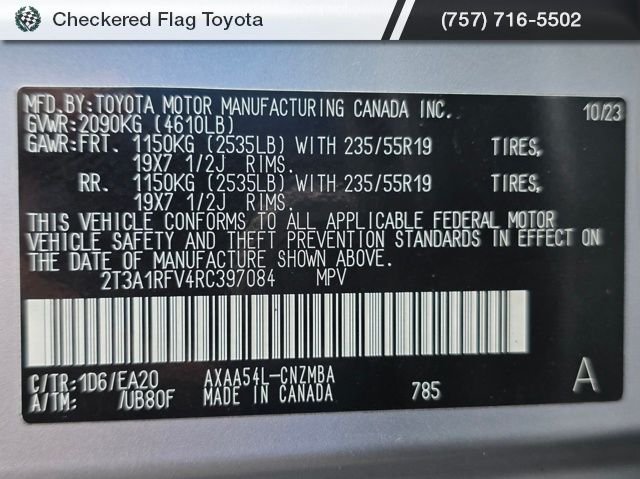 Checkered Flag Toyota
(757) 716-5502
MFD.BY:TOYOTA MOTOR MANUFACTURING CANADA INC. 10/23
GVWR:2090KG (4610LB)
GAWR:FRT. 1150KG (2535LB) WITH 235/55R19 TIRES,
19X7 1/2J RIMS.
RR. 1150KG (2535LB) WITH 235/55R19 TIRES,
19X7 1/2J RIMS.
THIS VEHICLE CONFORMS TO ALL APPLICABLE FEDERAL MOTOR
VEHICLE SAFETY AND THEFT PREVENTION STANDARDS IN EFFECT ON
THE DATE OF MANUFACTURE SHOWN ABOVE.
2T3A1RFV4RC397084 MPV
C/TR:1D6/EA20 AXAA54L-CNZMBA
A/TM: /UB80F MADE IN CANADA 785 A